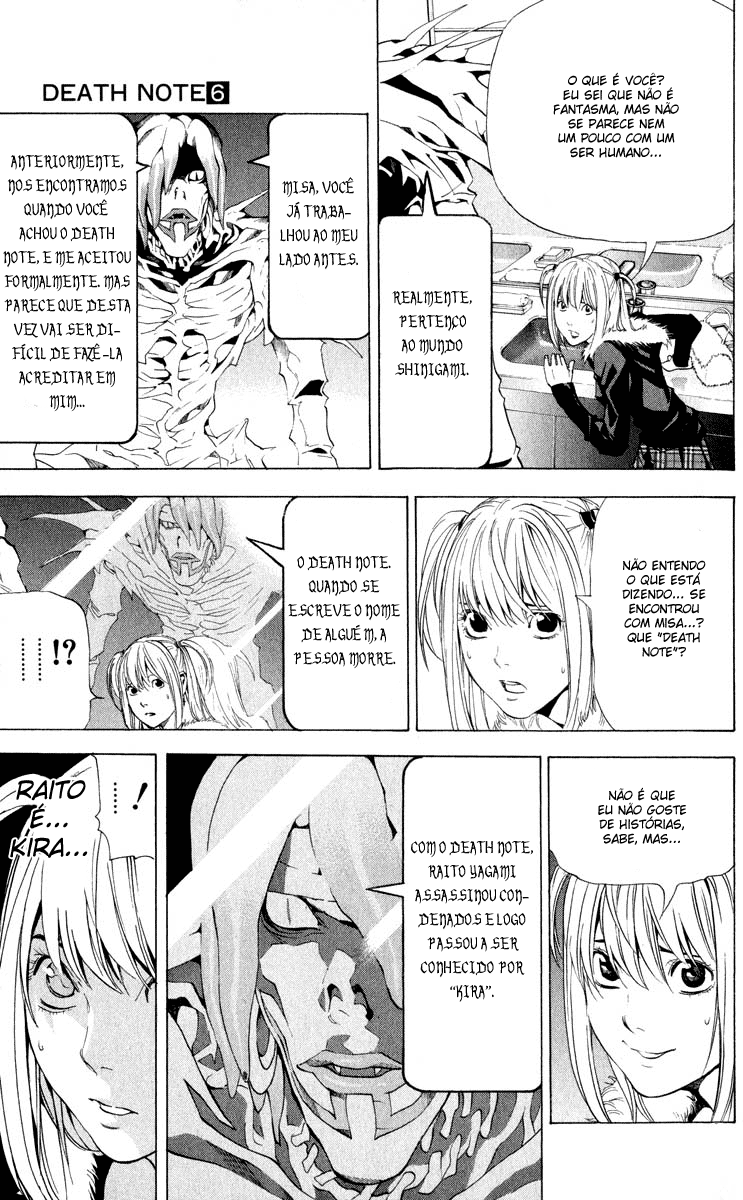 DEATH NOTE 6
O QUE É VOCÊ?
EU SEI QUE NÃO É
FANTASMA, MAS NÃO
SE PARECE NEM
UM POUCO COM UM
SER HUMANO...
REALMENTE,
PERTENÇO
AO MUNDO
SHINIGAMI.
MISA, VOCÊ
JÁ TRABA-
LHOU AO MEU
LADO ANTES.
ANTERIORMENTE,
NOS ENCONTRAMOS
QUANDO VOCÊ
ACHOU O DEATH
NOTE, E ME ACEITOU
FORMALMENTE. MAS
PARECE QUE DESTA
VEZ VAI SER DI-
FÍCIL DE FAZÊ-LA
ACREDITAR EM
MIM...
NÃO ENTENDO
O QUE ESTÁ
DIZENDO... SE
ENCONTROU
COM MISA...?
QUE "DEATH
NOTE"?
O DEATH NOTE.
QUANDO SE
ESCREVE O NOME
DE ALGUÉM, A
PESSOA MORRE.
......!?
NÃO É QUE
EU NÃO GOSTE
DE HISTÓRIAS,
SABE, MAS...
COM O DEATH NOTE,
RAITO YAGAMI
ASSASSINOU CON-
DENADOS E LOGO
PASSOU A SER
CONHECIDO POR
"KIRA".
...!
RAITO
É...
KIRA...